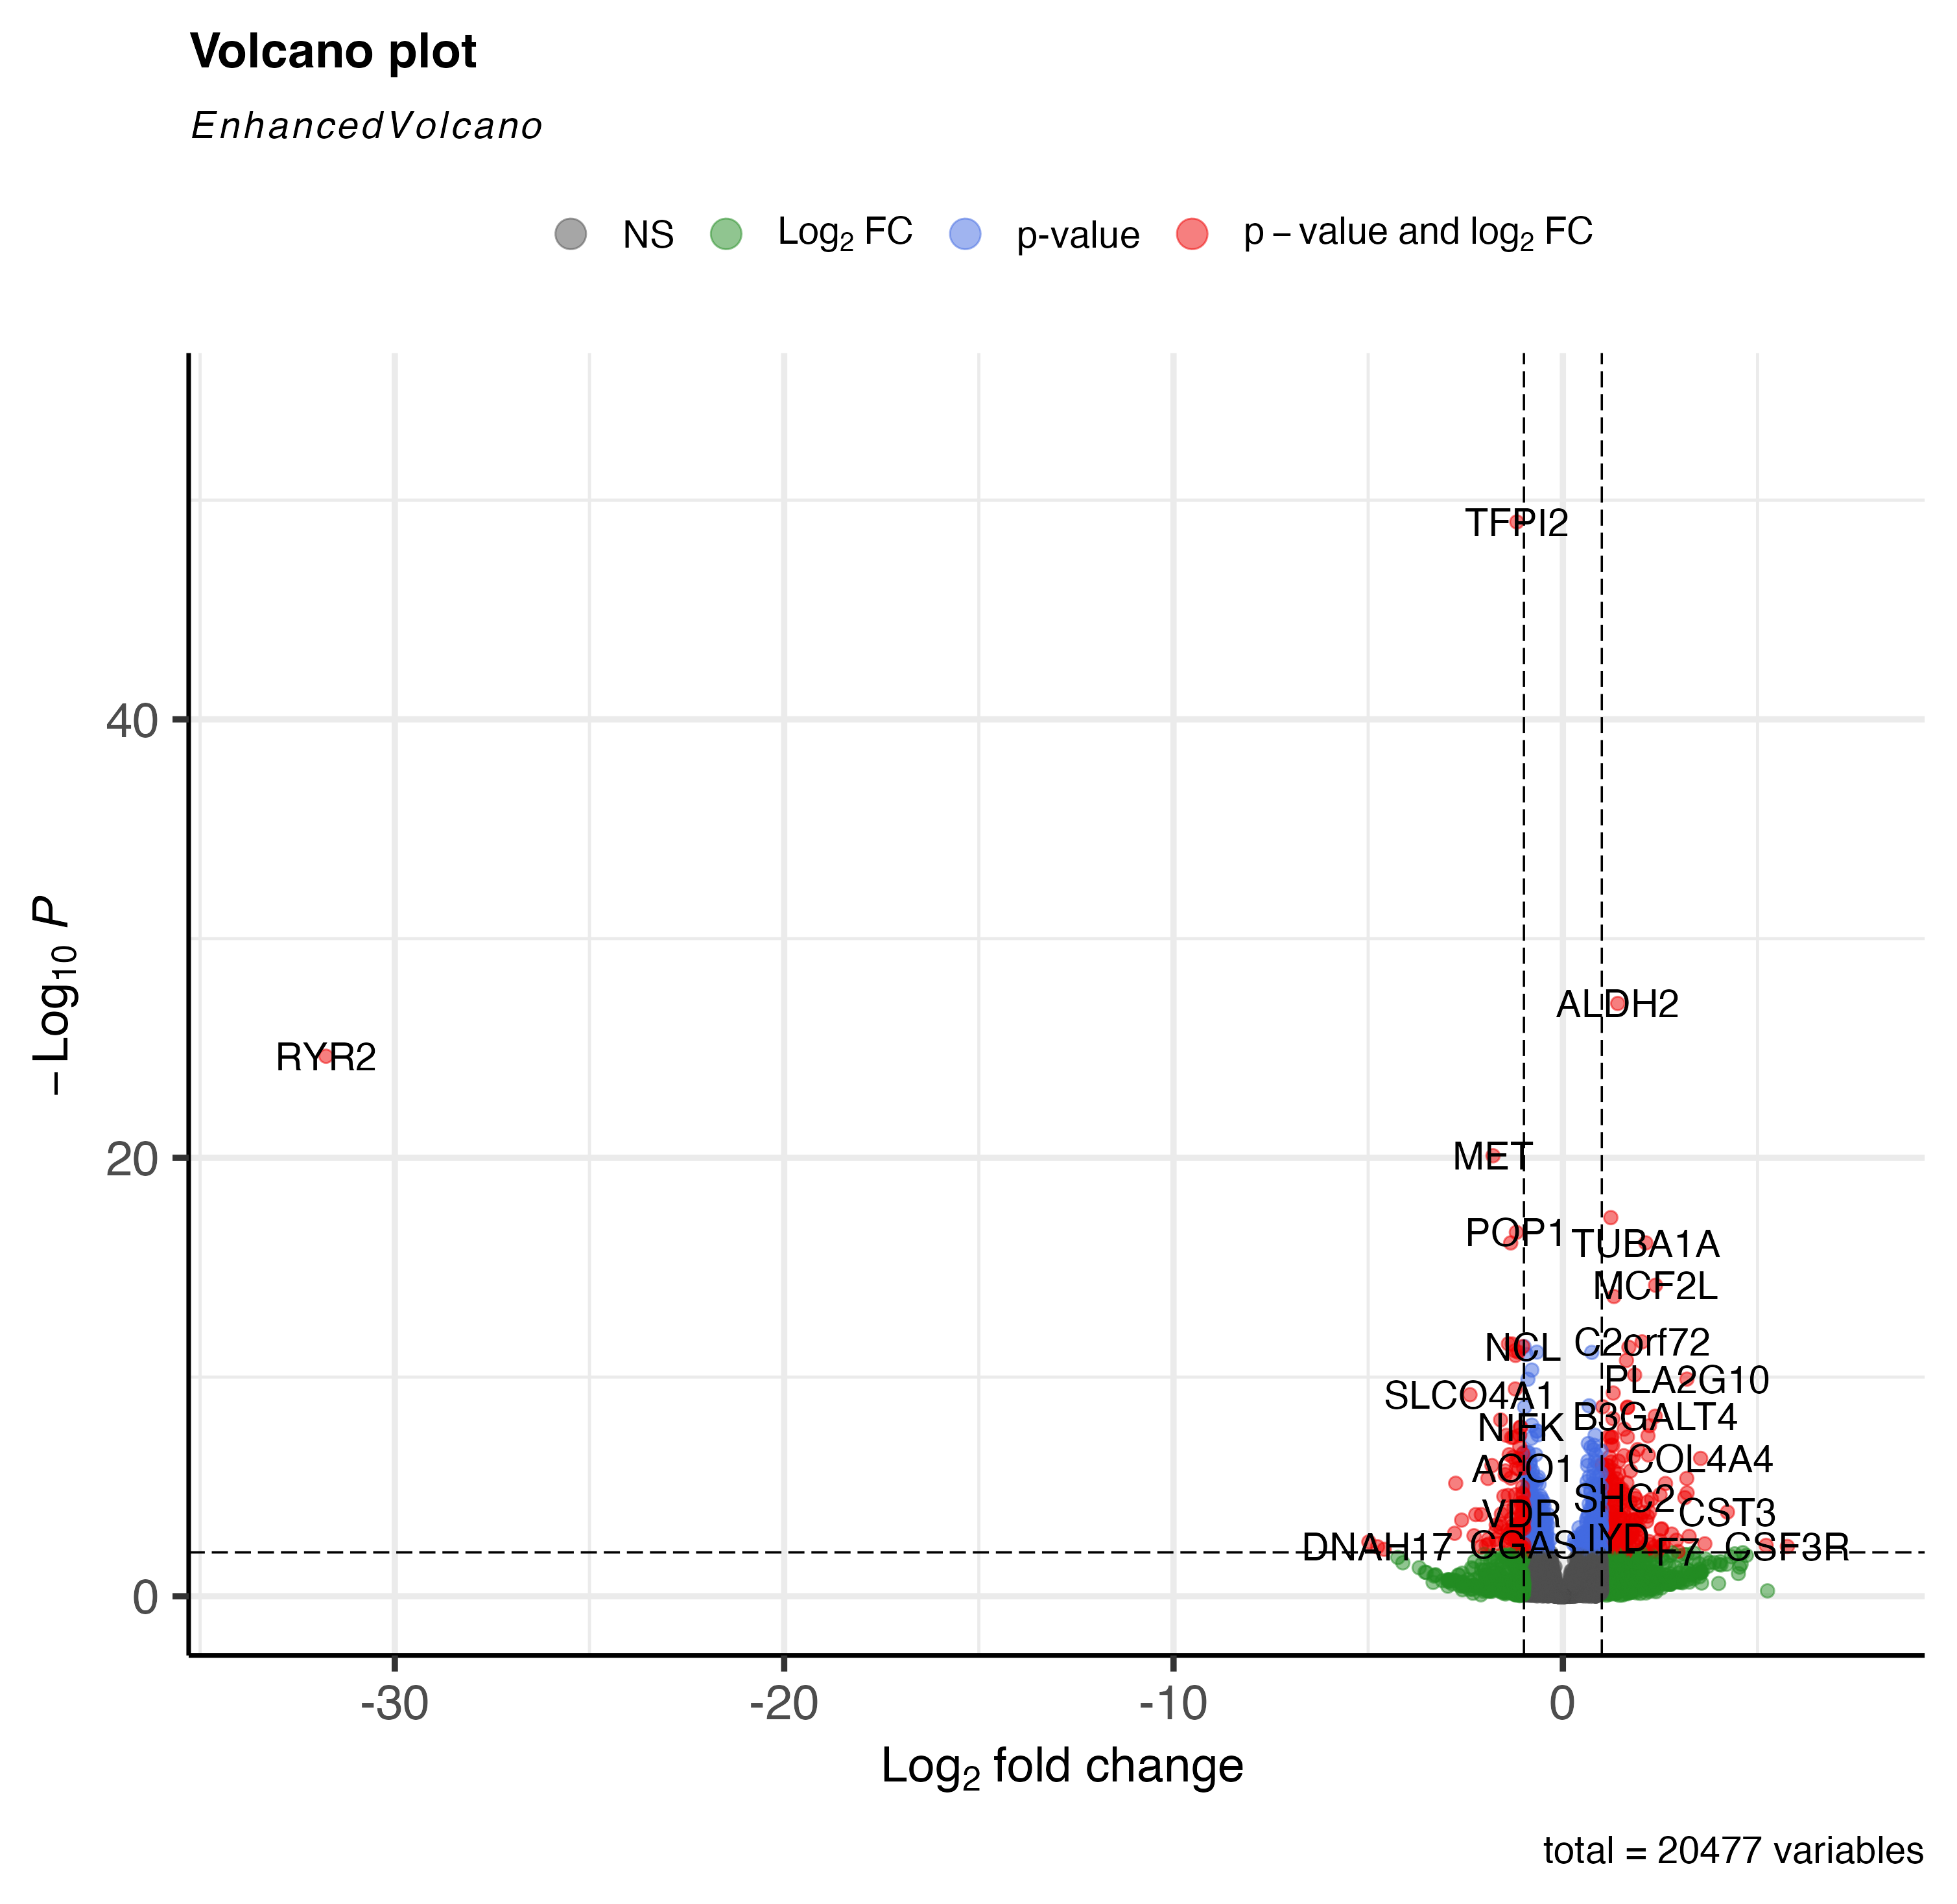 Volcano plot
EnhancedVolcano
NS Log2 FC p-value p – value and log2 FC
TFPI2
40
ALDH2
RYR2
–Log10 P
20
MET
POP1 TUBA1A
MCF2L
NCL C2orf72
PLA2G10
SLCO4A1
NIFK B3GALT4
ACO1 COL4A4
SHC2
VDR CST3
DNAH17 CGAS IYD F7 CSF3R
0
-30 -20 -10 0
Log2 fold change
total = 20477 variables